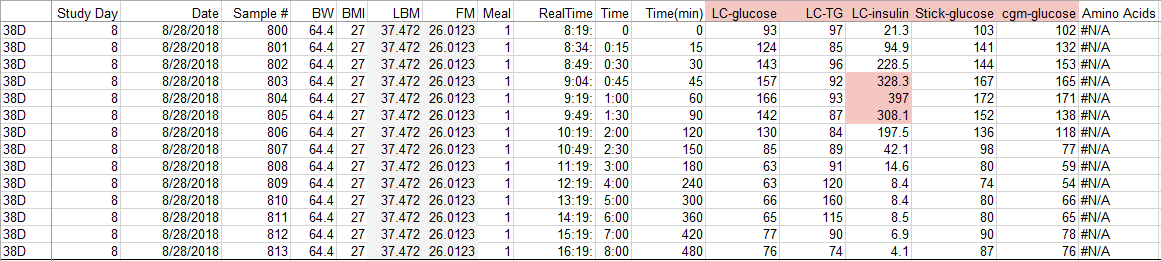 Study Day Date Sample # BW BMI LBM FM Meal RealTime Time Time(min) LC-glucose LC-TG LC-insulin Stick-glucose cgm-glucose Amino Acids
38D 8 8/28/2018 800 64.4 27 37.472 26.0123 1 8:19: 0 0 93 97 21.3 103 102 #N/A
38D 8 8/28/2018 801 64.4 27 37.472 26.0123 1 8:34: 0:15 15 124 85 94.9 141 132 #N/A
38D 8 8/28/2018 802 64.4 27 37.472 26.0123 1 8:49: 0:30 30 143 96 228.5 144 153 #N/A
38D 8 8/28/2018 803 64.4 27 37.472 26.0123 1 9:04: 0:45 45 157 92 328.3 167 165 #N/A
38D 8 8/28/2018 804 64.4 27 37.472 26.0123 1 9:19: 1:00 60 166 93 397 172 171 #N/A
38D 8 8/28/2018 805 64.4 27 37.472 26.0123 1 9:49: 1:30 90 142 87 308.1 152 138 #N/A
38D 8 8/28/2018 806 64.4 27 37.472 26.0123 1 10:19: 2:00 120 130 84 197.5 136 118 #N/A
38D 8 8/28/2018 807 64.4 27 37.472 26.0123 1 10:49: 2:30 150 85 89 42.1 98 77 #N/A
38D 8 8/28/2018 808 64.4 27 37.472 26.0123 1 11:19: 3:00 180 63 91 14.6 80 59 #N/A
38D 8 8/28/2018 809 64.4 27 37.472 26.0123 1 12:19: 4:00 240 63 120 8.4 74 54 #N/A
38D 8 8/28/2018 810 64.4 27 37.472 26.0123 1 13:19: 5:00 300 66 160 8.4 80 66 #N/A
38D 8 8/28/2018 811 64.4 27 37.472 26.0123 1 14:19: 6:00 360 65 115 8.5 80 65 #N/A
38D 8 8/28/2018 812 64.4 27 37.472 26.0123 1 15:19: 7:00 420 77 90 6.9 90 78 #N/A
38D 8 8/28/2018 813 64.4 27 37.472 26.0123 1 16:19: 8:00 480 76 74 4.1 87 76 #N/A